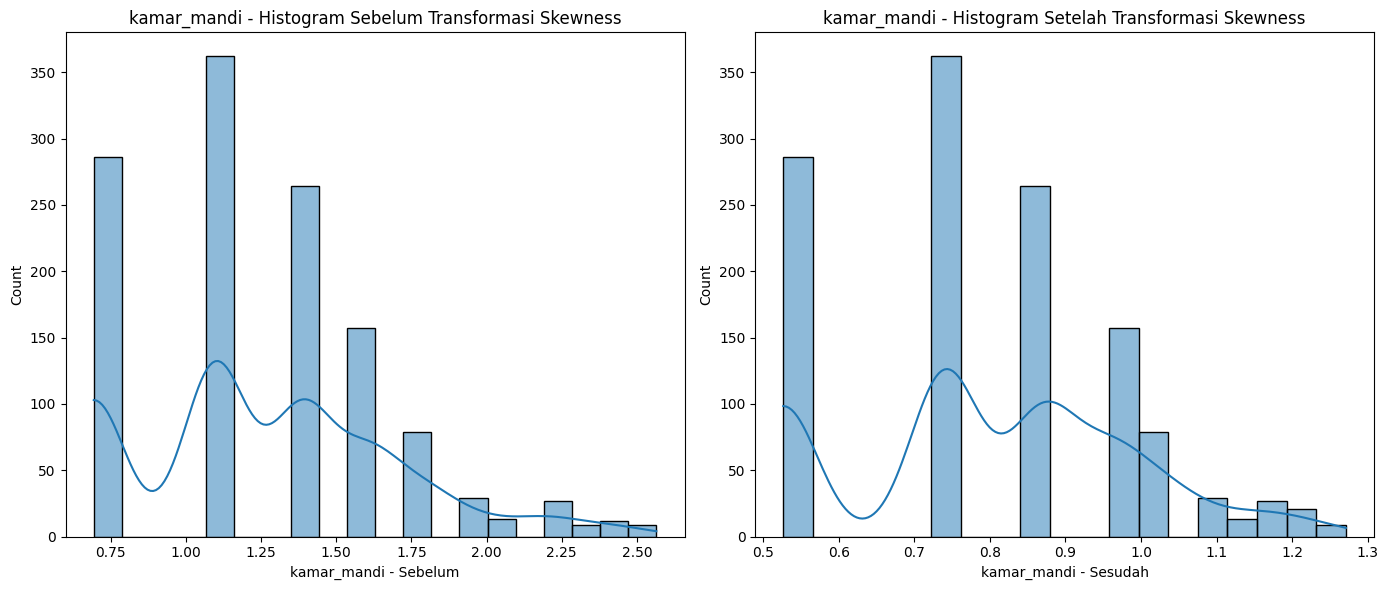 kamar_mandi - Histogram Sebelum Transformasi Skewness
350
300
250
200
150
100
50
0
Count
0.75 1.00 1.25 1.50 1.75 2.00 2.25 2.50
kamar_mandi - Sebelum
kamar_mandi - Histogram Setelah Transformasi Skewness
350
300
250
200
150
100
50
0
Count
0.5 0.6 0.7 0.8 0.9 1.0 1.1 1.2 1.3
kamar_mandi - Sesudah